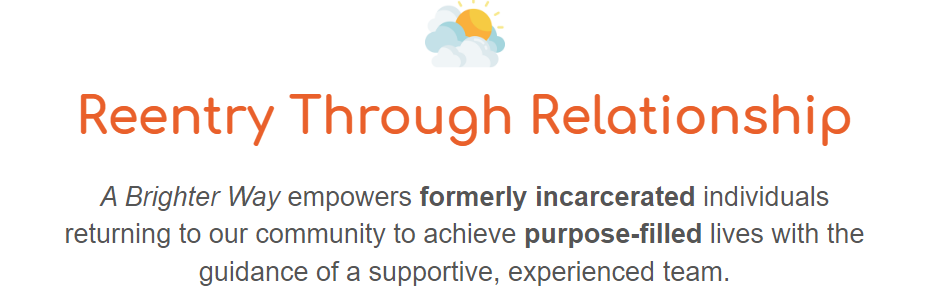 Reentry Through Relationship
A Brighter Way empowers formerly incarcerated individuals
returning to our community to achieve purpose-filled lives with the
guidance of a supportive, experienced team.